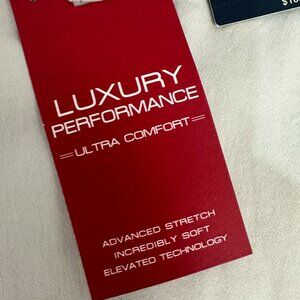 LUXURY
PERFORMANCE
ULTRA COMFORT
ADVANCED STRETCH
INCREDIBLY SOFT
ELEVATED TECHNOLOGY